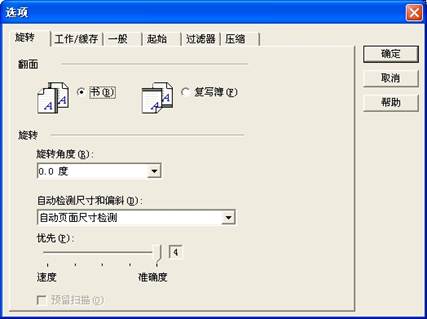 选项
旋转 工作/缓存 一般 起始 过滤器 压缩
确定
取消
帮助
翻面
A A 书(B) A A 复写簿(F)
旋转
旋转角度(R):
0.0 度
自动检测尺寸和偏斜(D):
自动页面尺寸检测
优先(P):
4
速度 准确度
预留扫描(O)